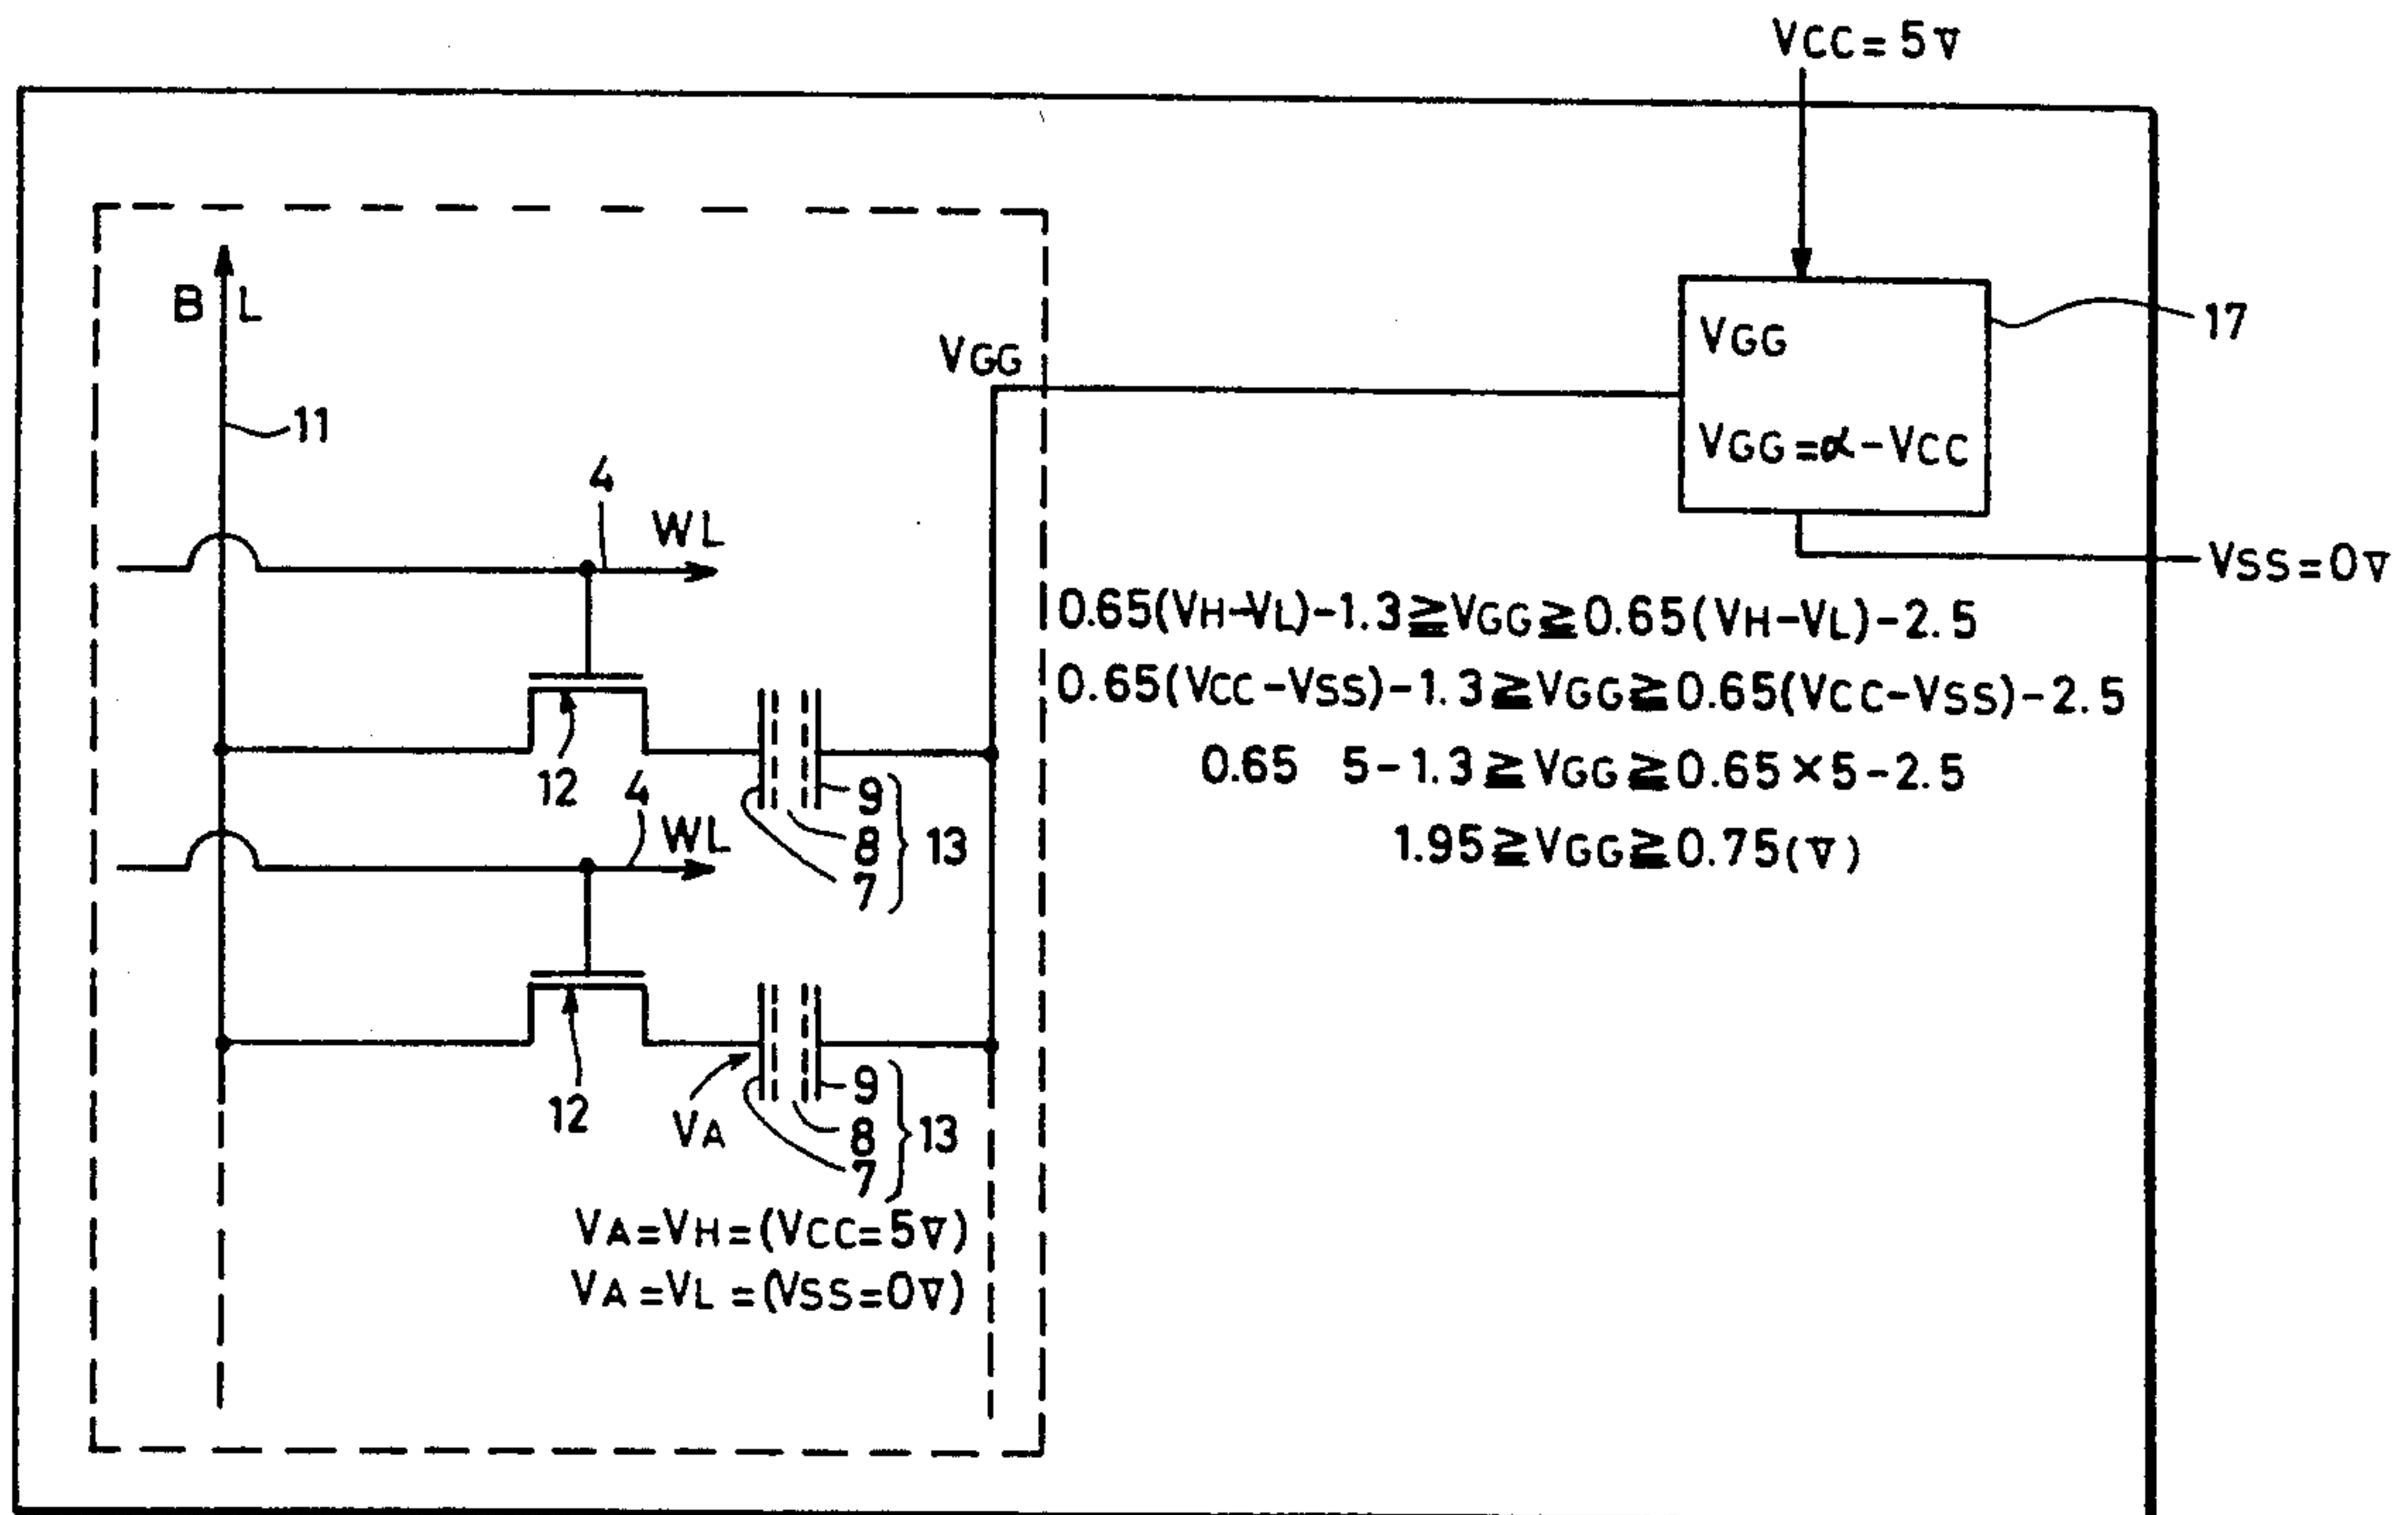 VCC=5V
B L
VGG
VGG
VGG=α-VCC
17
11
4
WL
VSS=0V
0.65(VH-VL)-1.3≧VGG≧0.65(VH-VL)-2.5
0.65(VCC-VSS)-1.3≧VGG≧0.65(VCC-VSS)-2.5
0.65 5-1.3≧VGG≧0.65×5-2.5
1.95≧VGG≧0.75(V)
12
4
WL
9
8
7
13
12
VA
9
8
7
13
VA=VH=(VCC=5V)
VA=VL=(VSS=0V)